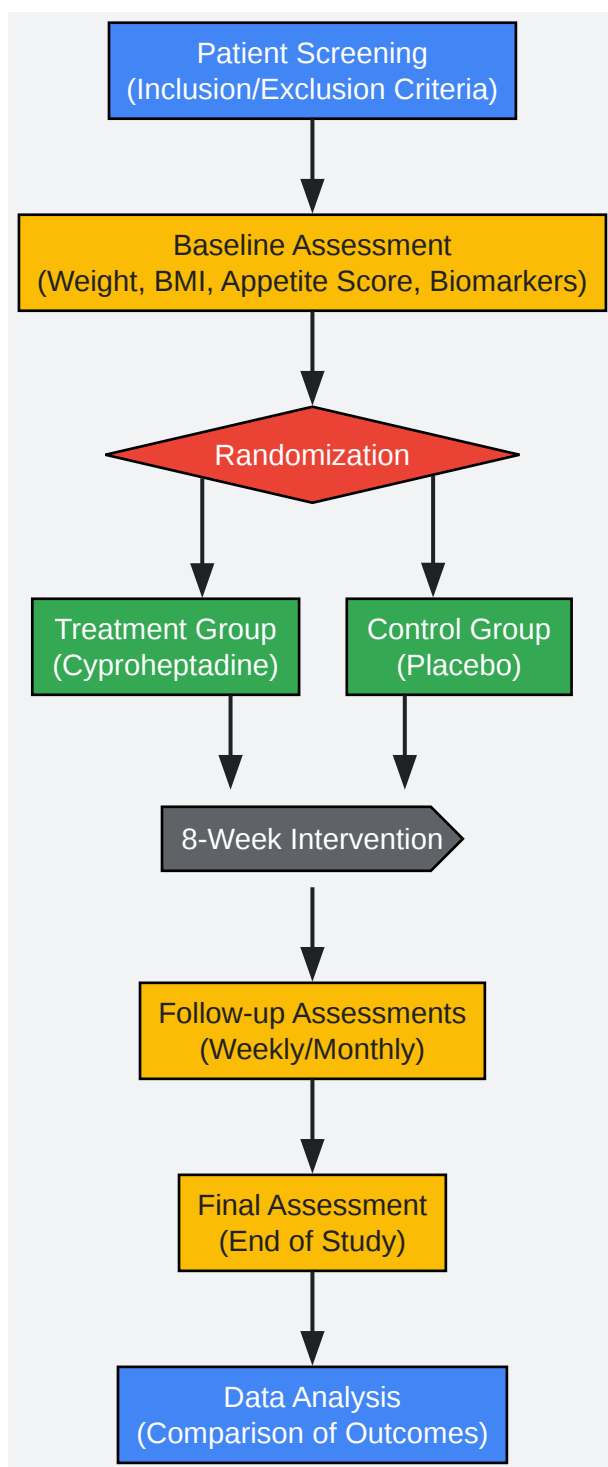 Patient Screening
(Inclusion/Exclusion Criteria)
Baseline Assessment
(Weight, BMI, Appetite Score, Biomarkers)
Randomization
Treatment Group
(Cyproheptadine)
Control Group
(Placebo)
8-Week Intervention
Follow-up Assessments
(Weekly/Monthly)
Final Assessment
(End of Study)
Data Analysis
(Comparison of Outcomes)